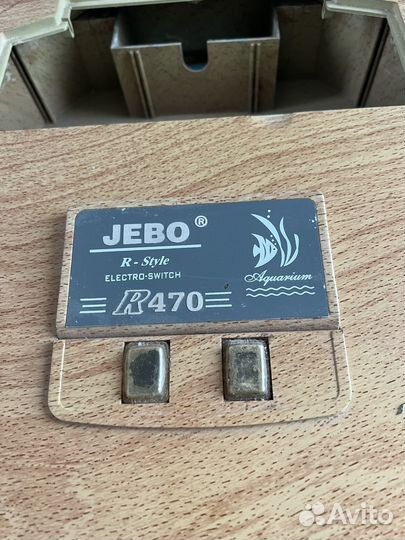 JEBO ®
R - Style
ELECTRO-SWITCH
R470
Aquarium
Avito